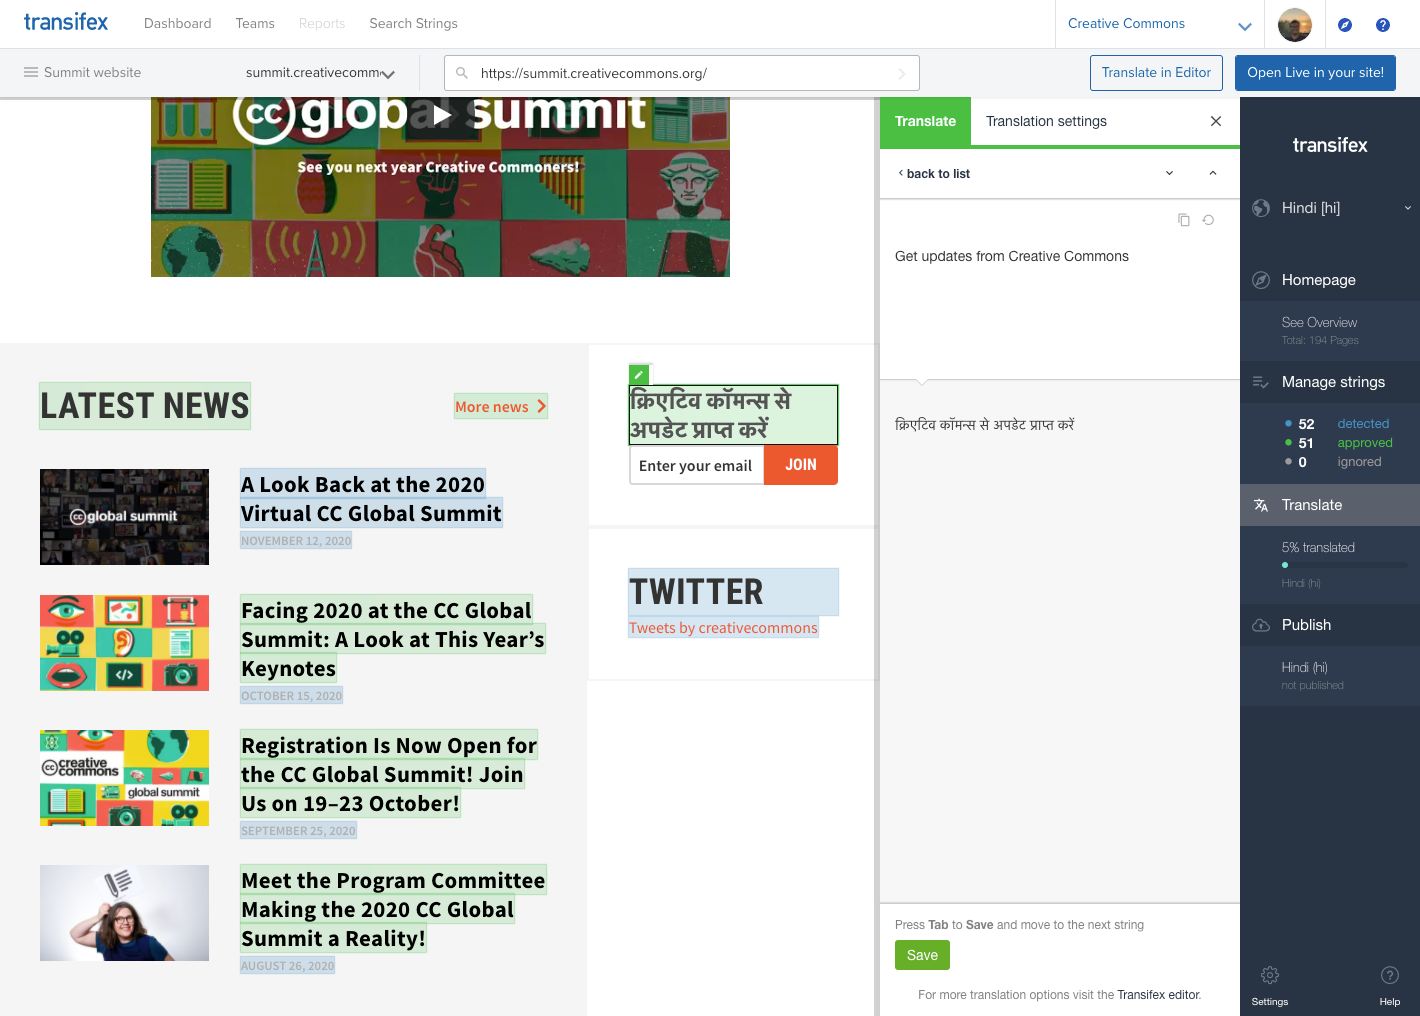 transifex
Dashboard
Teams
Reports
Search Strings
Creative Commons
Summit website
summit.creativecomm
https://summit.creativecommons.org/
Translate in Editor
Open Live in your site!
cc global summit
See you next year Creative Commoners!
LATEST NEWS
More news
A Look Back at the 2020
Virtual CC Global Summit
NOVEMBER 12, 2020
cc global summit
Facing 2020 at the CC Global
Summit: A Look at This Year’s
Keynotes
OCTOBER 15, 2020
Registration Is Now Open for
the CC Global Summit! Join
Us on 19–23 October!
SEPTEMBER 25, 2020
cc creative
commons
global summit
Meet the Program Committee
Making the 2020 CC Global
Summit a Reality!
AUGUST 26, 2020
क्रिएटिव कॉमन्स से
अपडेट प्राप्त करें
Enter your email
JOIN
TWITTER
Tweets by creativecommons
Translate
Translation settings
back to list
Get updates from Creative Commons
क्रिएटिव कॉमन्स से अपडेट प्राप्त करें
Press Tab to Save and move to the next string
Save
For more translation options visit the Transifex editor.
transifex
Hindi [hi]
Homepage
See Overview
Total: 194 Pages
Manage strings
52 detected
51 approved
0 ignored
Translate
5% translated
Hindi (hi)
Publish
Hindi (hi)
not published
Settings
Help